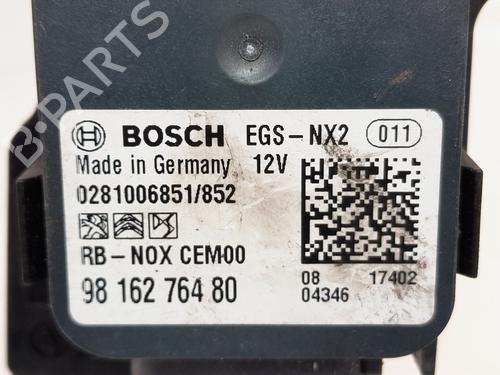 B-PARTS
BOSCH EGS-NX2 011
Made in Germany 12V
0281006851/852
RB-NOX CEM00
98 162 764 80
08 17402
04346